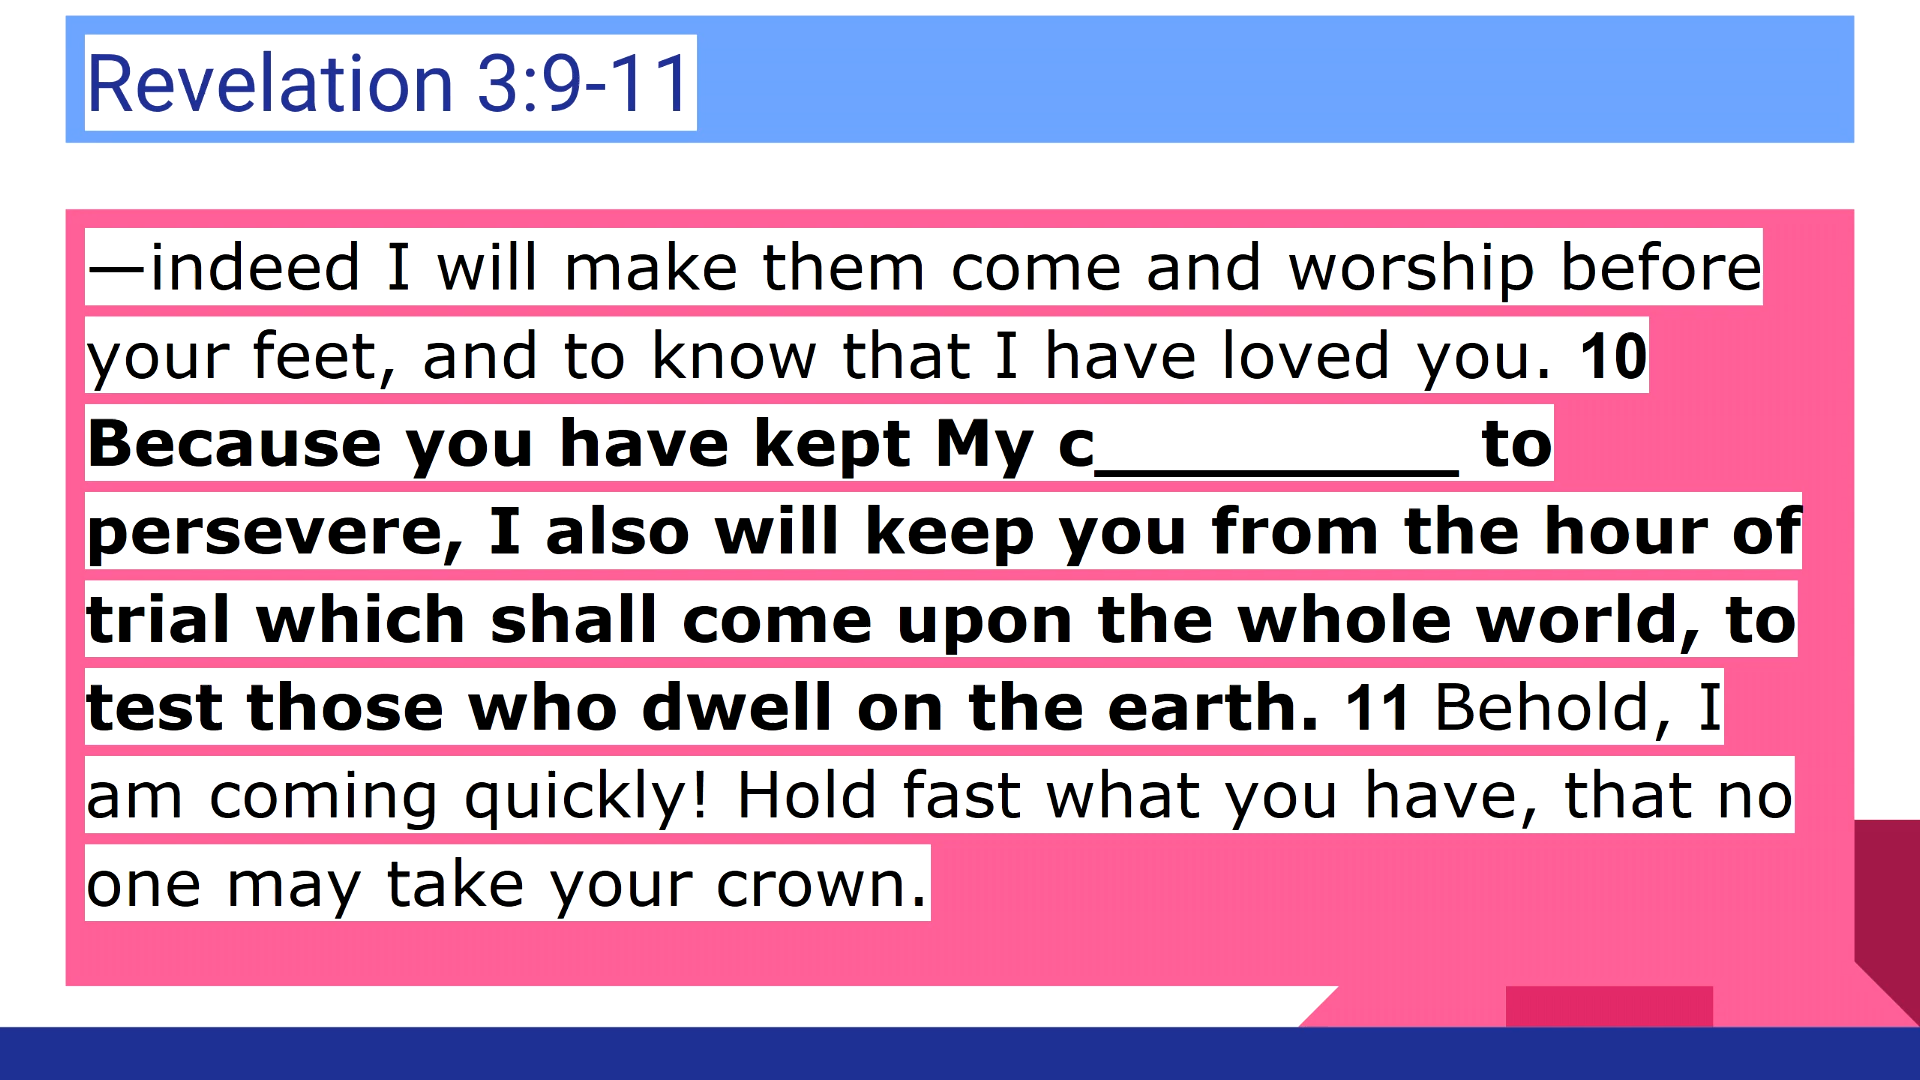 Revelation 3:9-11
—indeed I will make them come and worship before
your feet, and to know that I have loved you. 10
Because you have kept My c_________ to
persevere, I also will keep you from the hour of
trial which shall come upon the whole world, to
test those who dwell on the earth. 11 Behold, I
am coming quickly! Hold fast what you have, that no
one may take your crown.